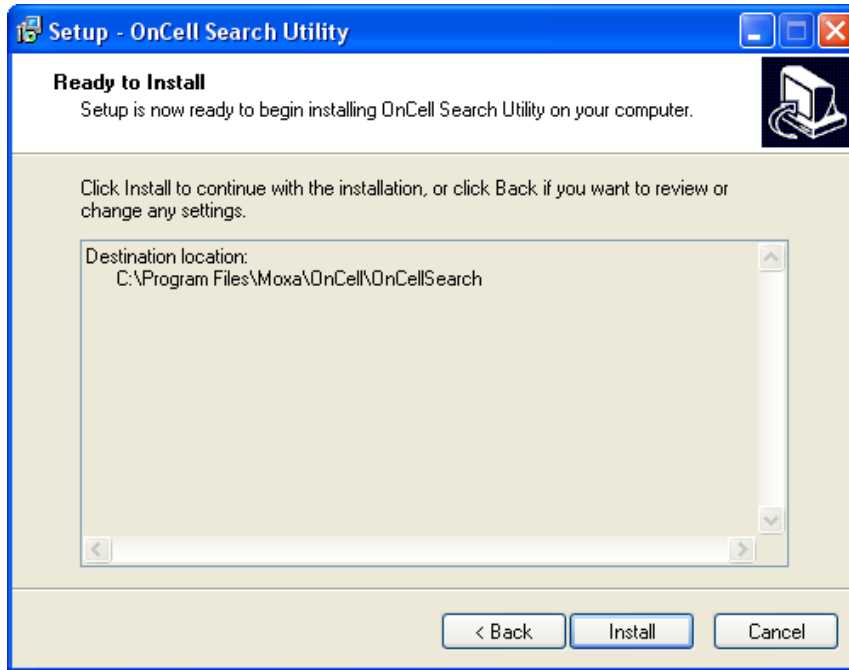 Setup - OnCell Search Utility
Ready to Install
Setup is now ready to begin installing OnCell Search Utility on your computer.
Click Install to continue with the installation, or click Back if you want to review or
change any settings.
Destination location:
C:\Program Files\Moxa\OnCell\OnCellSearch
< Back
Install
Cancel